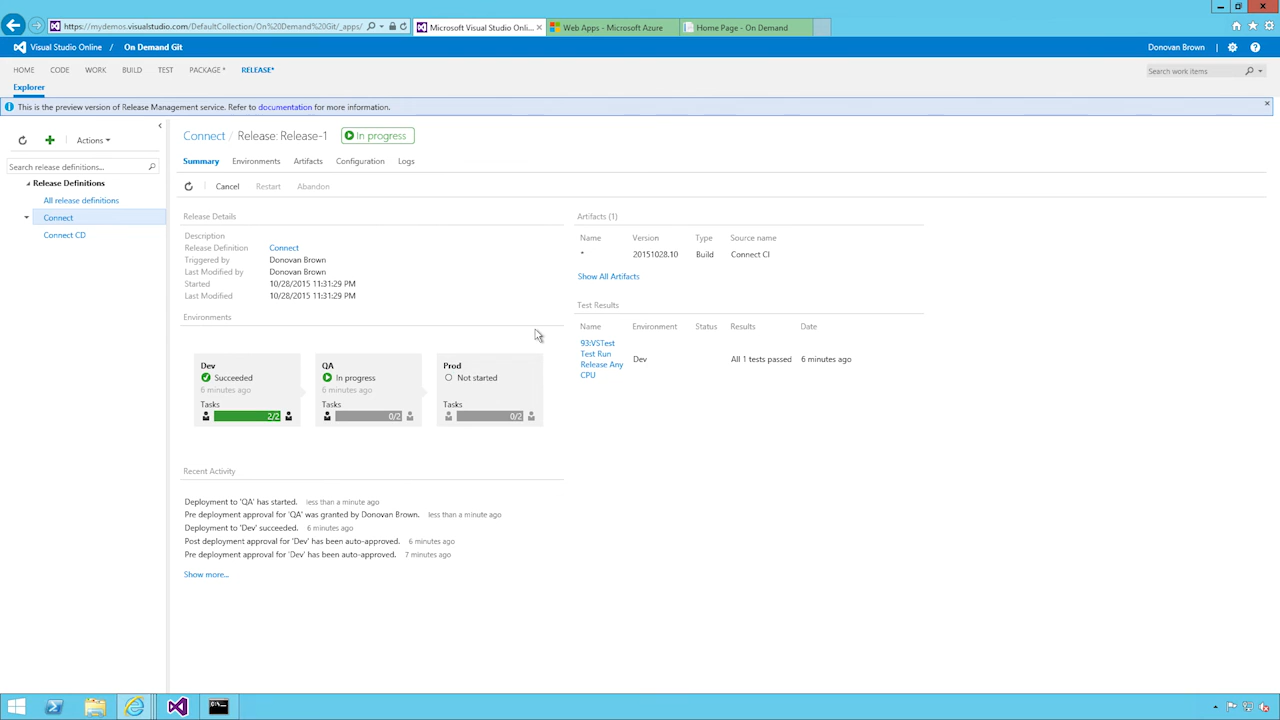 https://mydemos.visualstudio.com/DefaultCollection/On%20Demand%20Git/_apps/
Microsoft Visual Studio Onli...
Web Apps - Microsoft Azure
Home Page - On Demand
Visual Studio Online / On Demand Git
Donovan Brown
HOME CODE WORK BUILD TEST PACKAGE* RELEASE*
Search work items
Explorer
This is the preview version of Release Management service. Refer to documentation for more information.
Actions
Search release definitions...
Release Definitions
All release definitions
Connect
Connect CD
Connect / Release: Release-1 In progress
Summary Environments Artifacts Configuration Logs
Cancel Restart Abandon
Release Details
Description
Release Definition Connect
Triggered by Donovan Brown
Last Modified by Donovan Brown
Started 10/28/2015 11:31:29 PM
Last Modified 10/28/2015 11:31:29 PM
Environments
Dev
Succeeded
6 minutes ago
Tasks
2/2
QA
In progress
6 minutes ago
Tasks
0/2
Prod
Not started
Tasks
0/2
Recent Activity
Deployment to 'QA' has started. less than a minute ago
Pre deployment approval for 'QA' was granted by Donovan Brown. less than a minute ago
Deployment to 'Dev' succeeded. 6 minutes ago
Post deployment approval for 'Dev' has been auto-approved. 6 minutes ago
Pre deployment approval for 'Dev' has been auto-approved. 7 minutes ago
Show more...
Artifacts (1)
Name Version Type Source name
* 20151028.10 Build Connect CI
Show All Artifacts
Test Results
Name Environment Status Results Date
93:VSTest
Test Run
Release Any
CPU
Dev All 1 tests passed 6 minutes ago